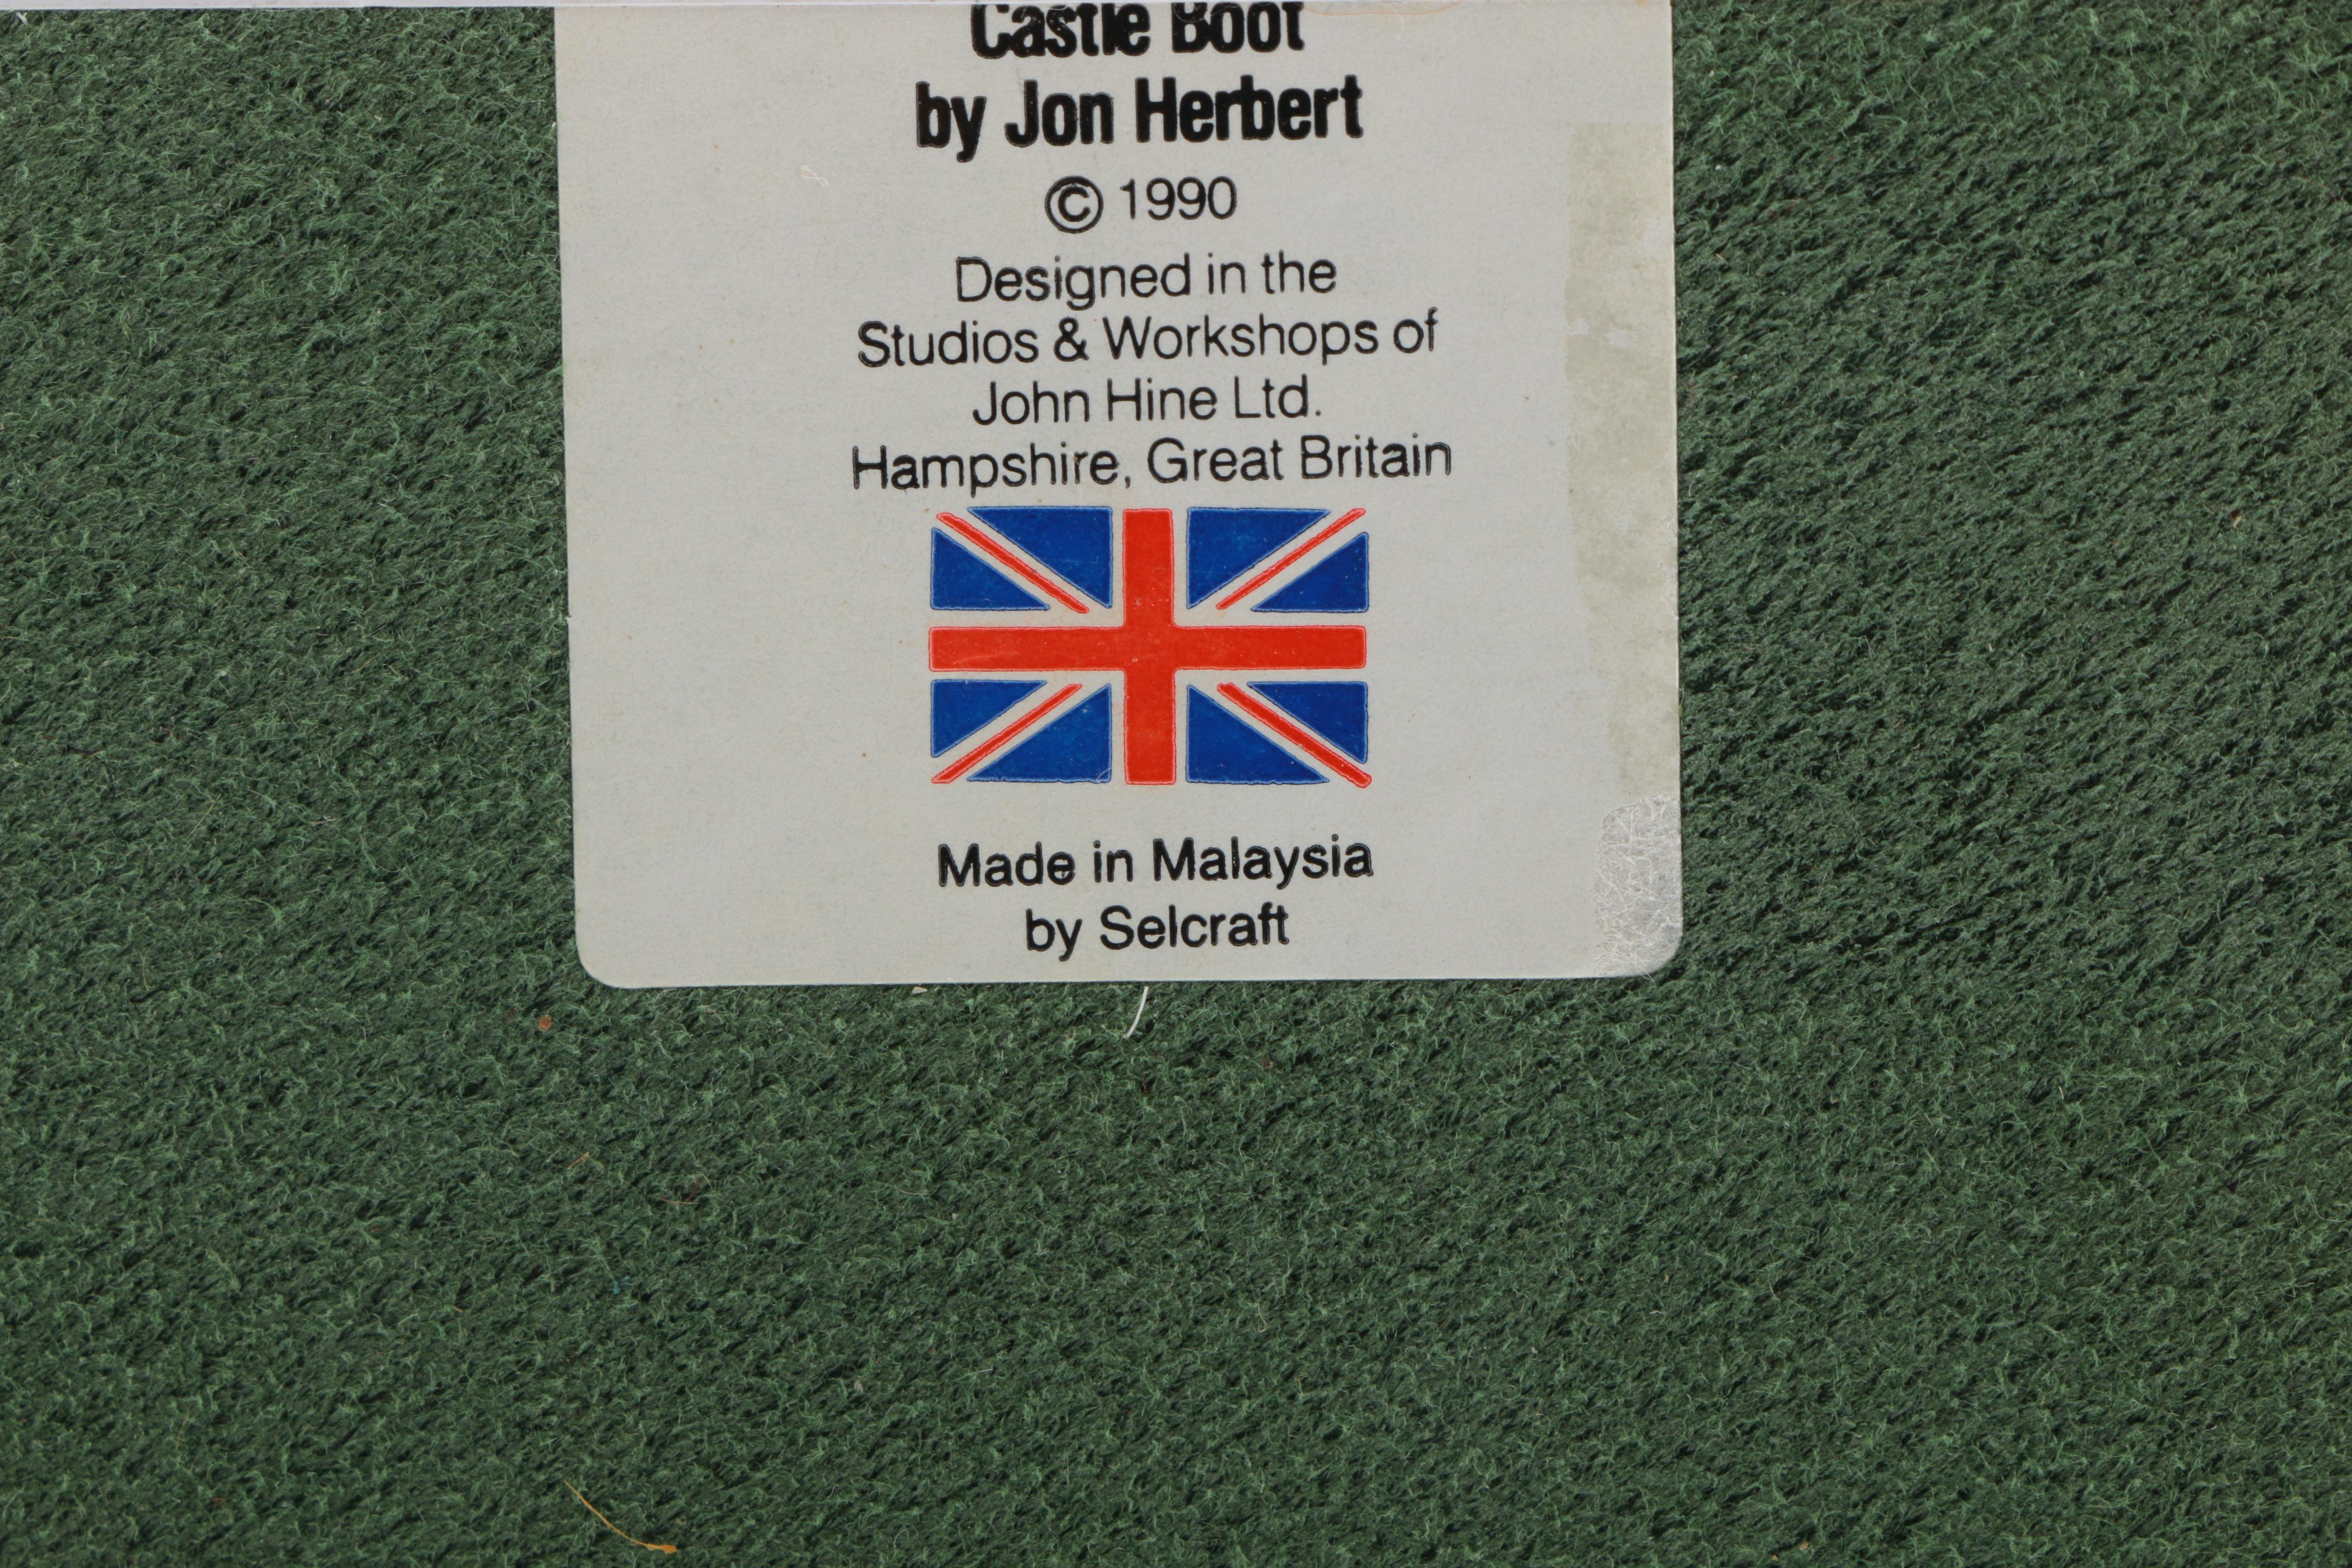 Castle Boot
by Jon Herbert
© 1990
Designed in the
Studios & Workshops of
John Hine Ltd.
Hampshire, Great Britain
Made in Malaysia
by Selcraft